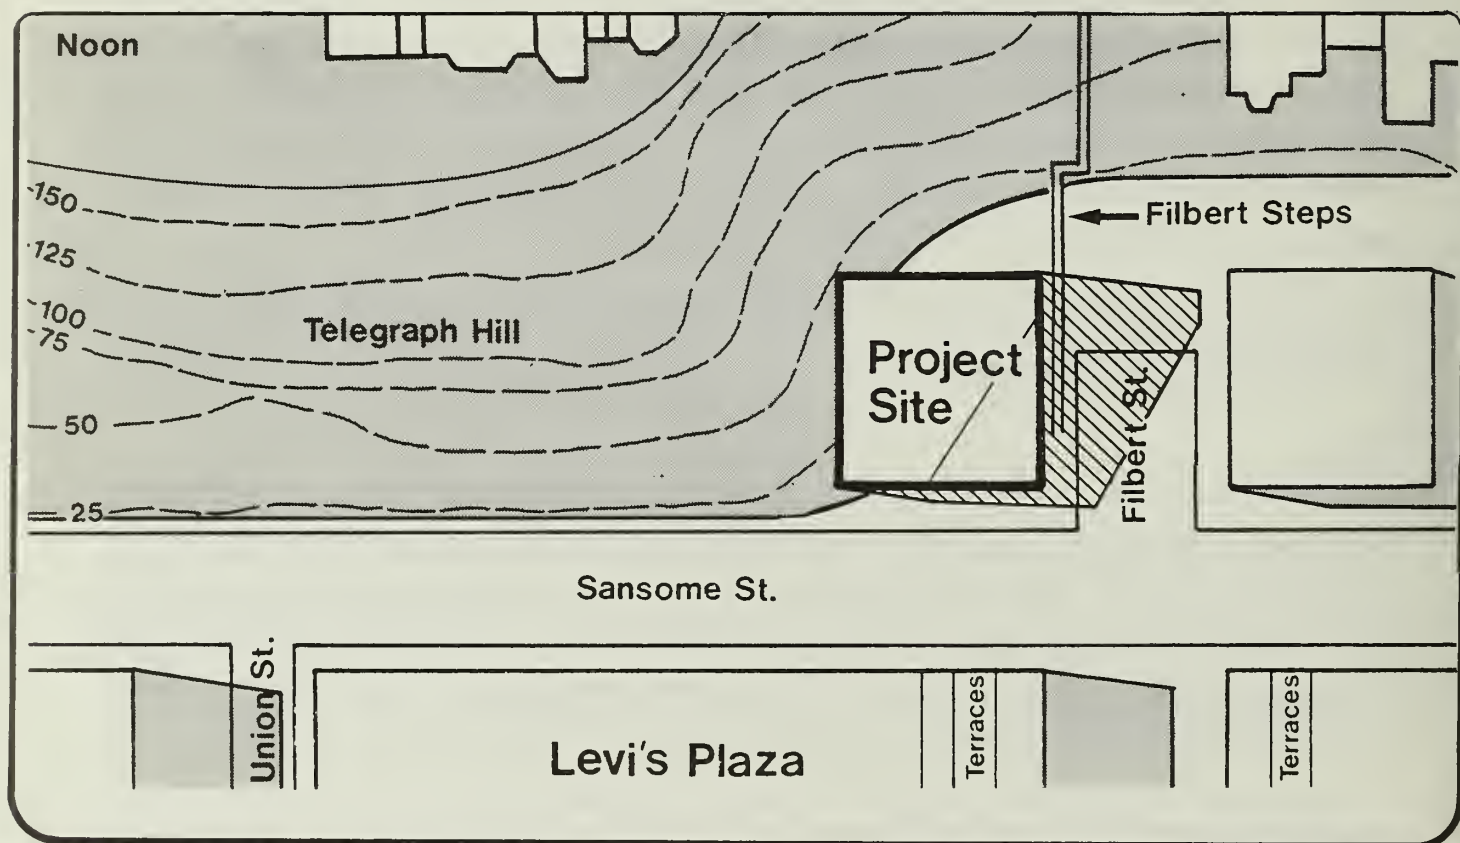 Noon
150
125
100
75
50
25
Telegraph Hill
Filbert Steps
Project
Site
Filbert St.
Sansome St.
Union St.
Levi's Plaza
Terraces
Terraces